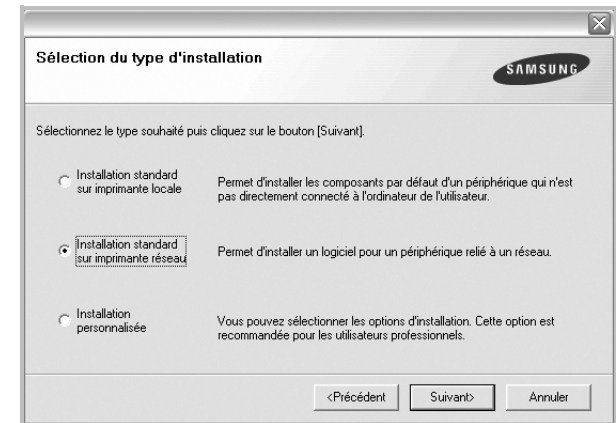 Sélection du type d'installation
SAMSUNG
Sélectionnez le type souhaité puis cliquez sur le bouton [Suivant].
Installation standard
sur imprimante locale
Permet d'installer les composants par défaut d'un périphérique qui n'est
pas directement connecté à l'ordinateur de l'utilisateur.
Installation standard
sur imprimante réseau
Permet d'installer un logiciel pour un périphérique relié à un réseau.
Installation
personnalisée
Vous pouvez sélectionner les options d'installation. Cette option est
recommandée pour les utilisateurs professionnels.
<Précédent
Suivant>
Annuler